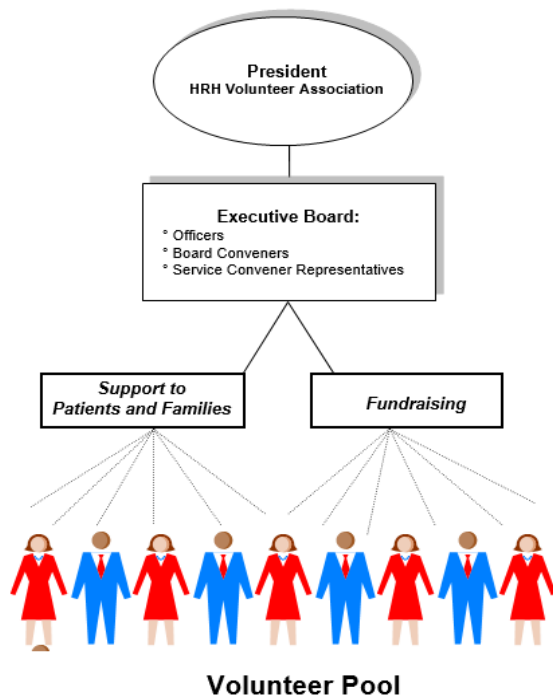 President
HRH Volunteer Association
Executive Board:
° Officers
° Board Conveners
° Service Convener Representatives
Support to
Patients and Families
Fundraising
Volunteer Pool